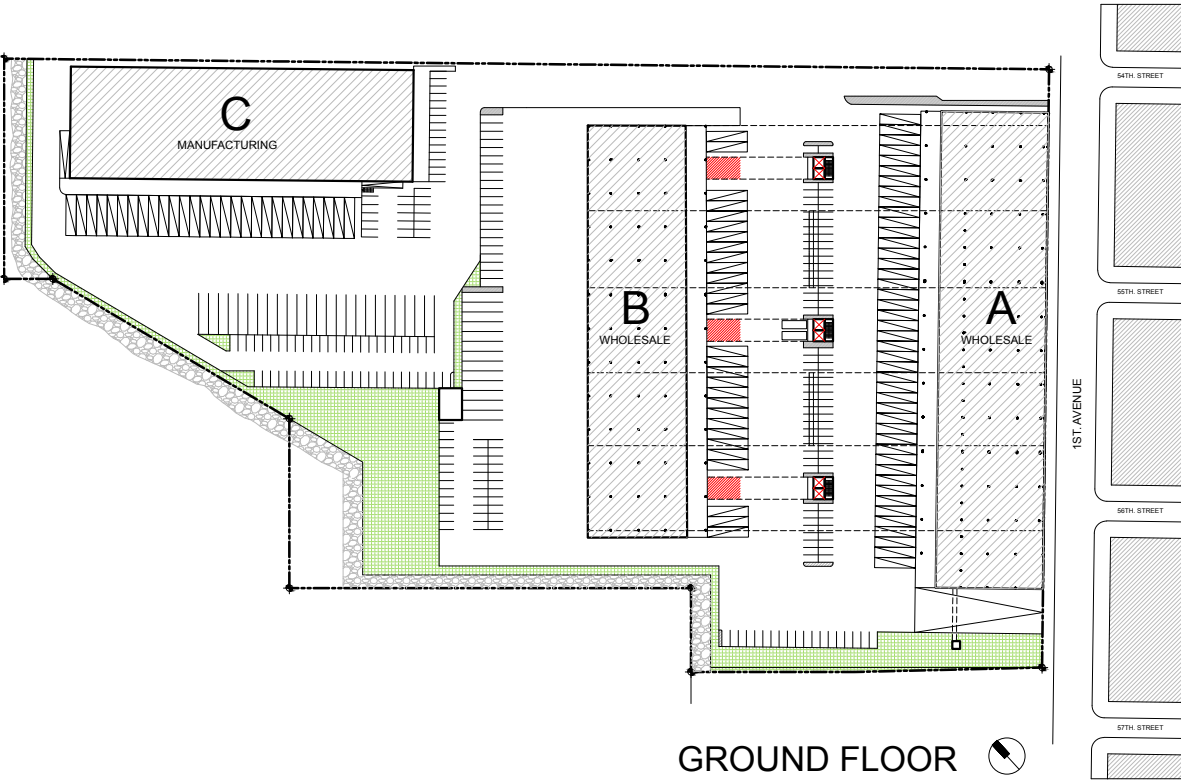 54TH. STREET
C
MANUFACTURING
55TH. STREET
B
WHOLESALE
A
WHOLESALE
1ST. AVENUE
56TH. STREET
57TH. STREET
GROUND FLOOR